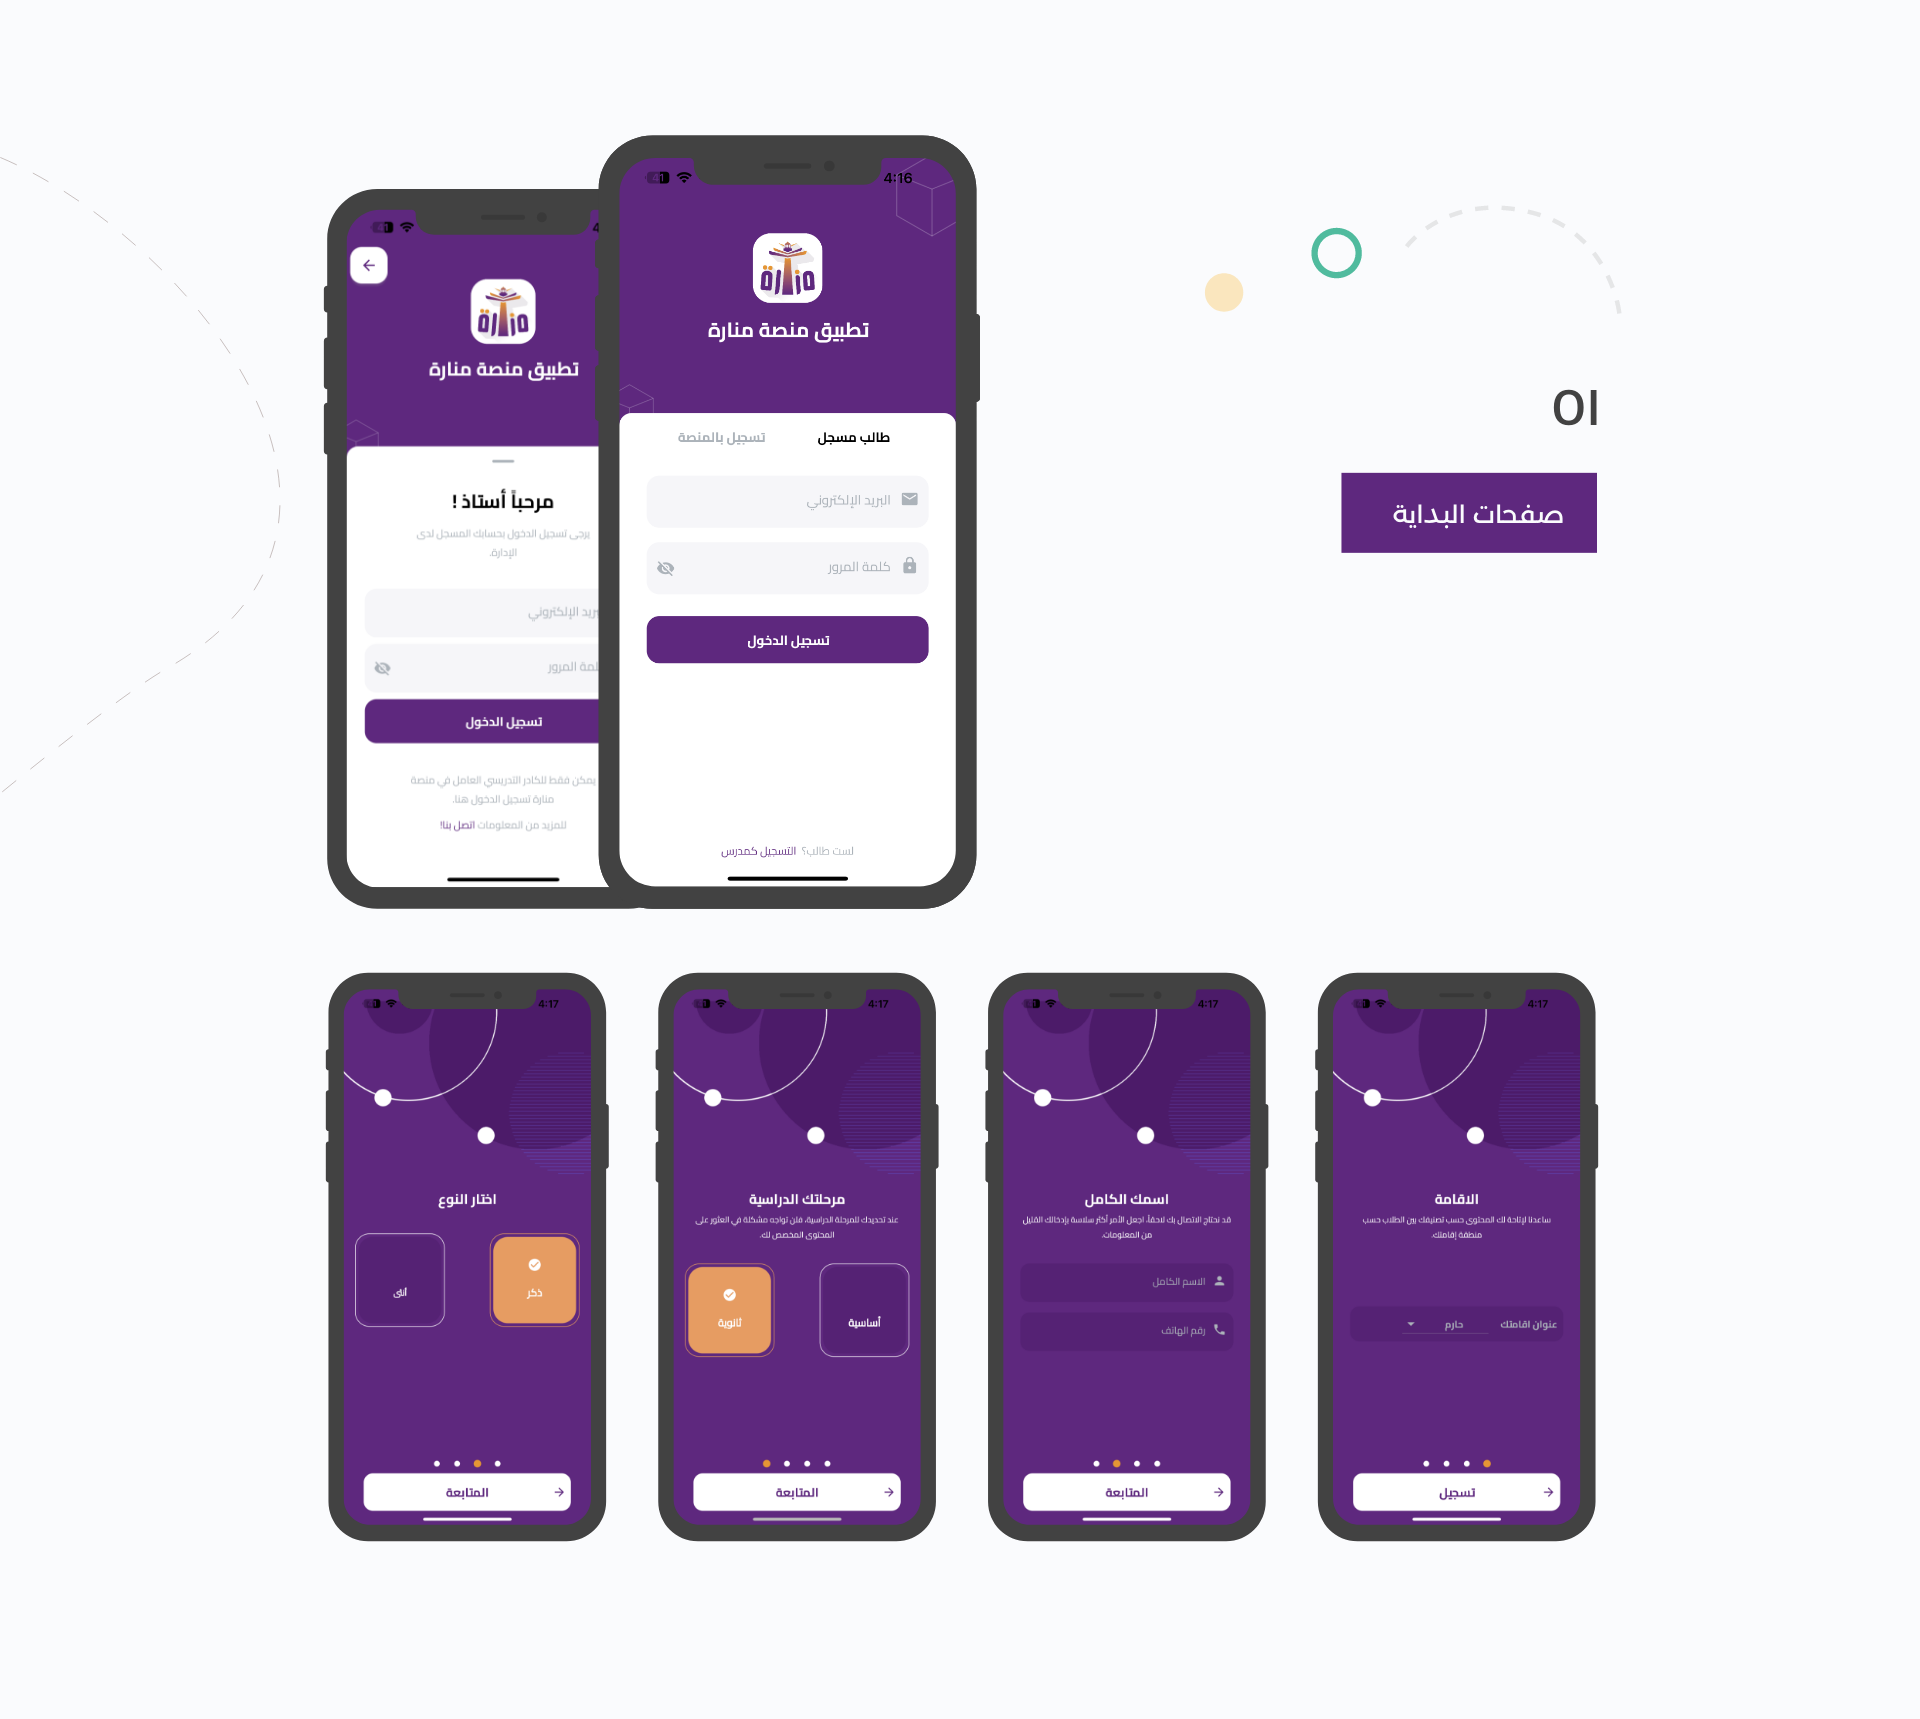 01
صفحات البداية
4:16
41
منارة
تطبيق منصة منارة
طالب مسجل
تسجيل بالمنصة
البريد الإلكتروني
كلمة المرور
تسجيل الدخول
لست طالب؟ التسجيل كمدرس
41
منارة
تطبيق منصة منارة
مرحباً أستاذ !
يرجى تسجيل الدخول بحسابك المسجل لدى
الإدارة.
تسجيل الدخول
يمكن فقط للكادر التدريسي العامل في منصة
منارة تسجيل الدخول هنا.
للمزيد من المعلومات اتصل بنا!
4:17
الاقامة
ساعدنا لإتاحة لك المحتوى حسب تصنيفك بين الطلاب حسب
منطقة إقامتك.
عنوان اقامتك
حارم
تسجيل
4:17
اسمك الكامل
قد نحتاج الاتصال بك لاحقاً، اجعل الأمر أكثر سلاسة بإدخالك القليل
من المعلومات.
الاسم الكامل
رقم الهاتف
المتابعة
4:17
مرحلتك الدراسية
عند تحديدك للمرحلة الدراسية، فلن تواجه مشكلة في العثور على
المحتوى المخصص لك.
أساسية
ثانوية
المتابعة
4:17
اختار النوع
ذكر
أنثى
المتابعة